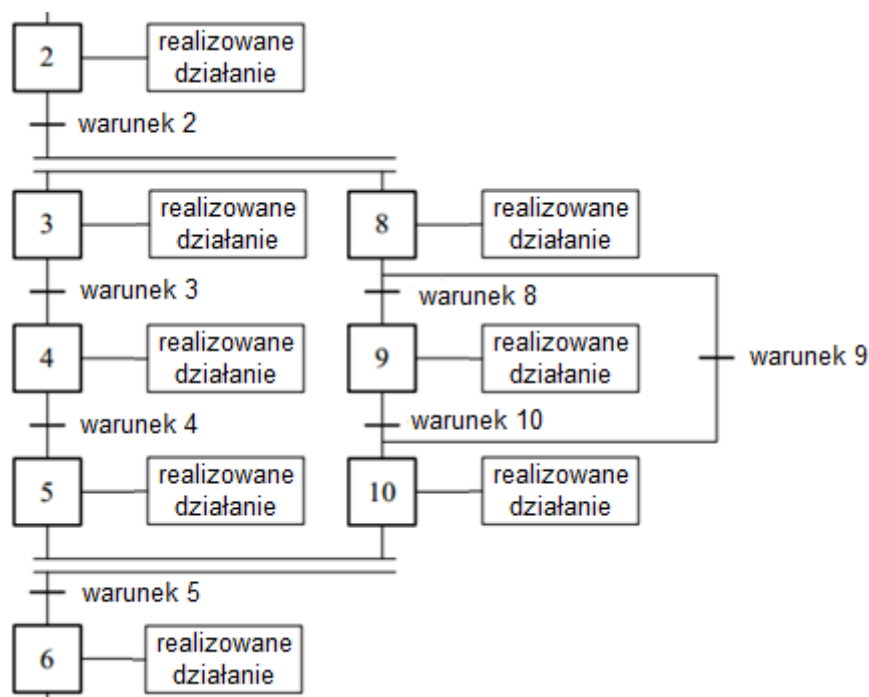 2
realizowane
działanie
warunek 2
3
realizowane
działanie
8
realizowane
działanie
warunek 3
warunek 8
4
realizowane
działanie
9
realizowane
działanie
warunek 9
warunek 4
warunek 10
5
realizowane
działanie
10
realizowane
działanie
warunek 5
6
realizowane
działanie